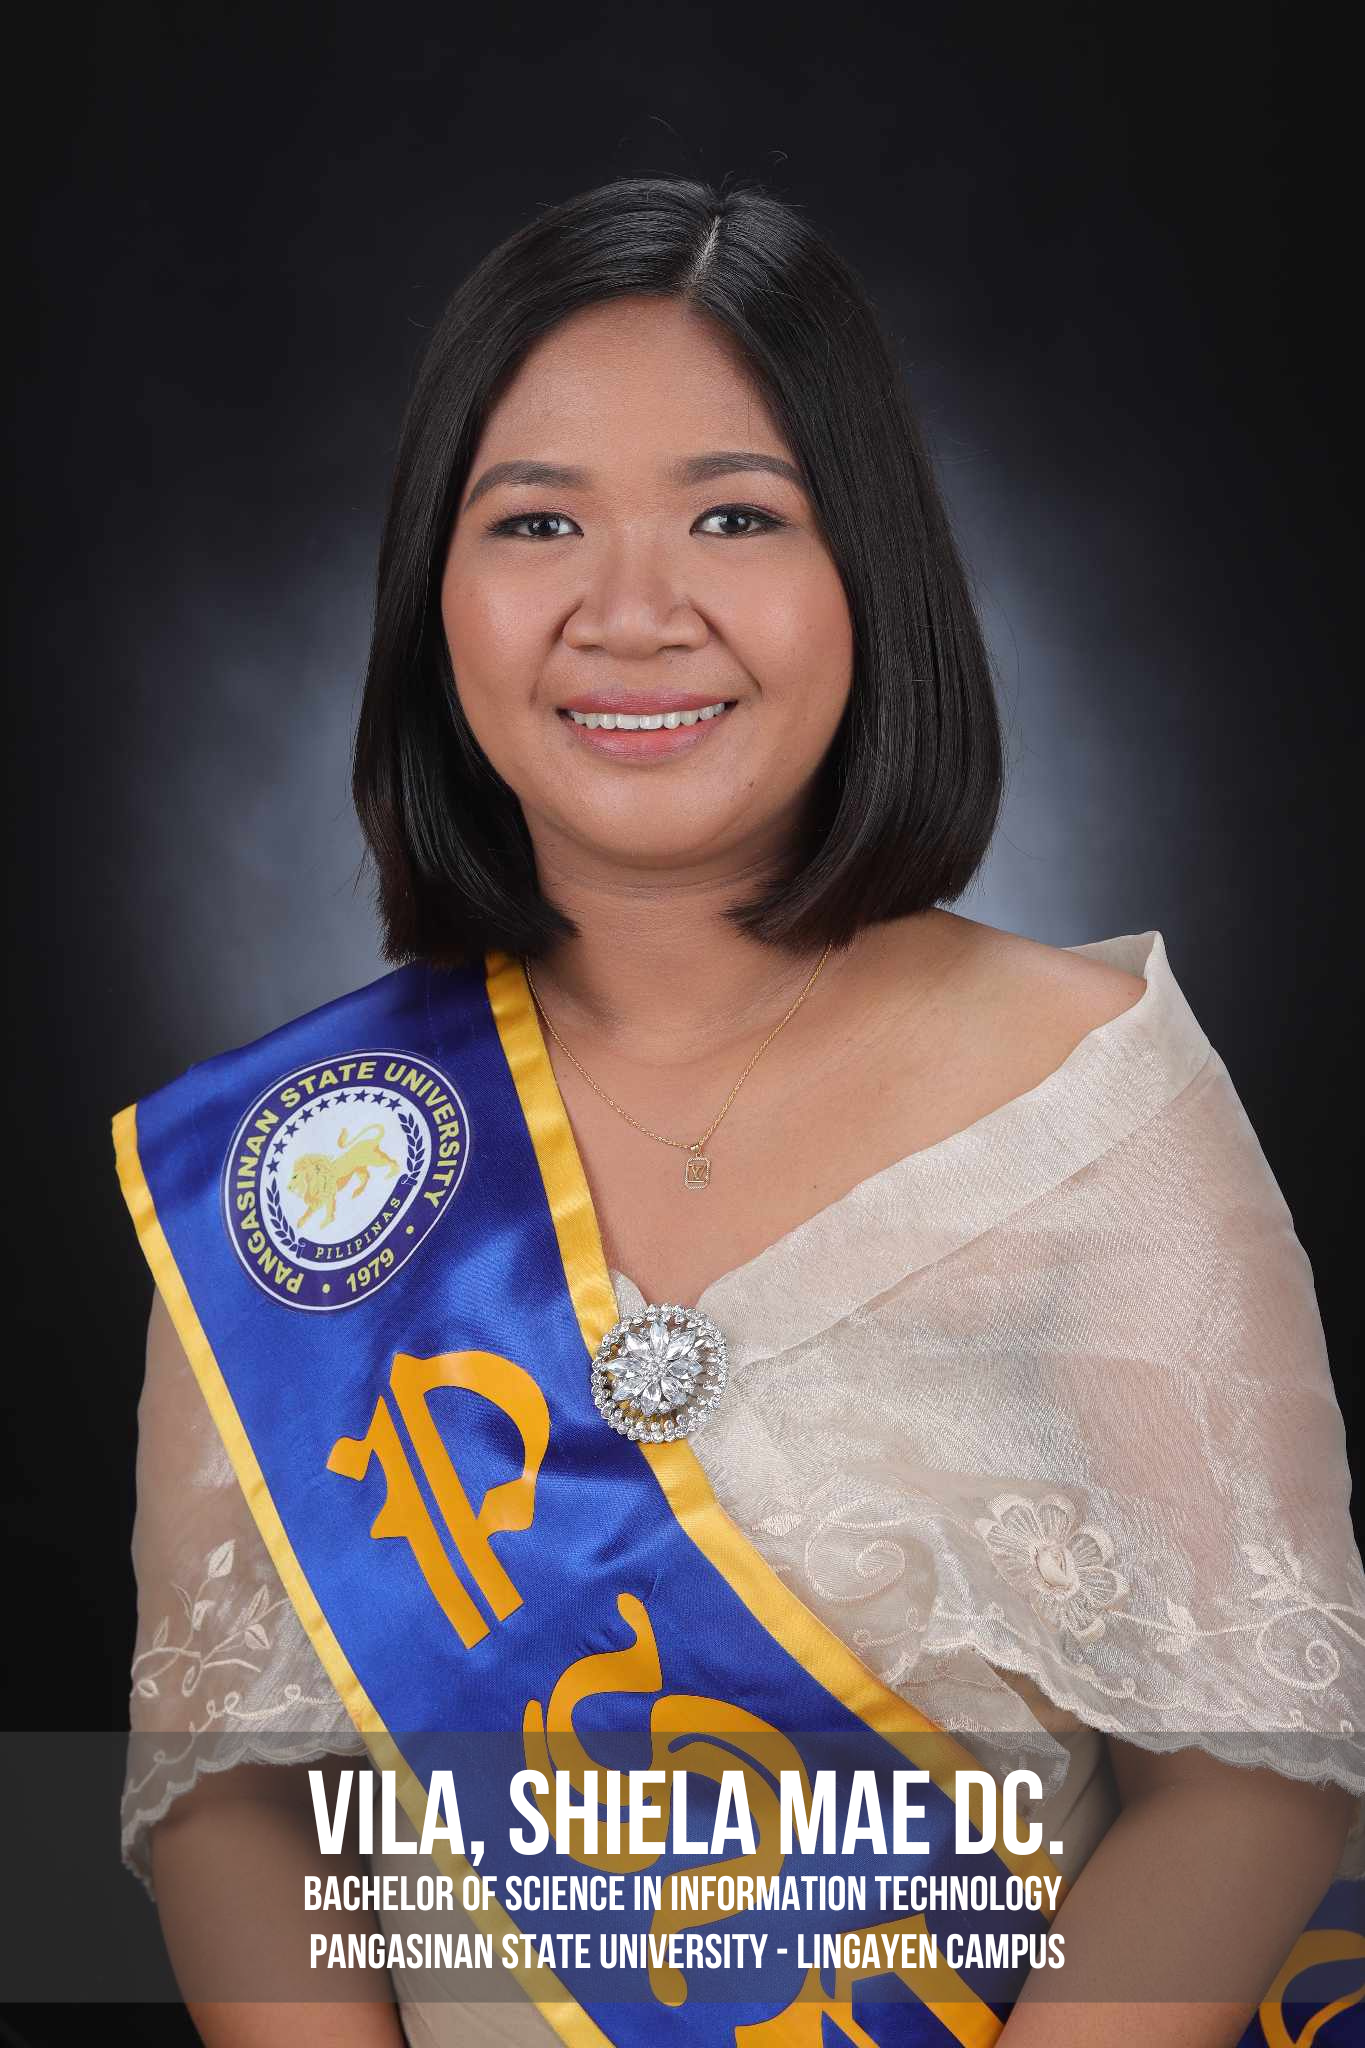 PANGASINAN STATE UNIVERSITY
PILIPINAS
• 1979 •
PSU
V
VILA, SHIELA MAE DC.
BACHELOR OF SCIENCE IN INFORMATION TECHNOLOGY
PANGASINAN STATE UNIVERSITY - LINGAYEN CAMPUS